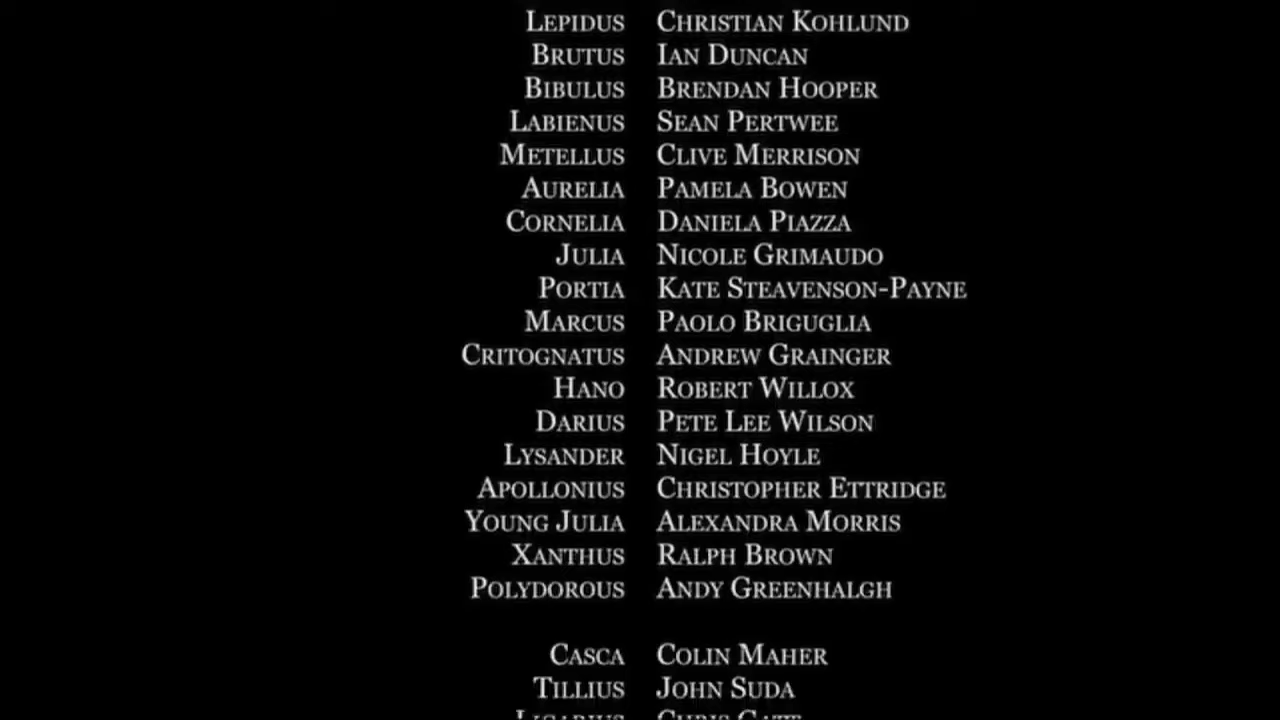 LEPIDUS CHRISTIAN KOHLUND
BRUTUS IAN DUNCAN
BIBULUS BRENDAN HOOPER
LABIENUS SEAN PERTWEE
METELLUS CLIVE MERRISON
AURELIA PAMELA BOWEN
CORNELIA DANIELA PIAZZA
JULIA NICOLE GRIMAUDO
PORTIA KATE STEAVENSON-PAYNE
MARCUS PAOLO BRIGUGLIA
CRITOGNATUS ANDREW GRAINGER
HANO ROBERT WILLOX
DARIUS PETE LEE WILSON
LYSANDER NIGEL HOYLE
APOLLONIUS CHRISTOPHER ETTRIDGE
YOUNG JULIA ALEXANDRA MORRIS
XANTHUS RALPH BROWN
POLYDOROUS ANDY GREENHALGH
CASCA COLIN MAHER
TILLIUS JOHN SUDA
CHRIS